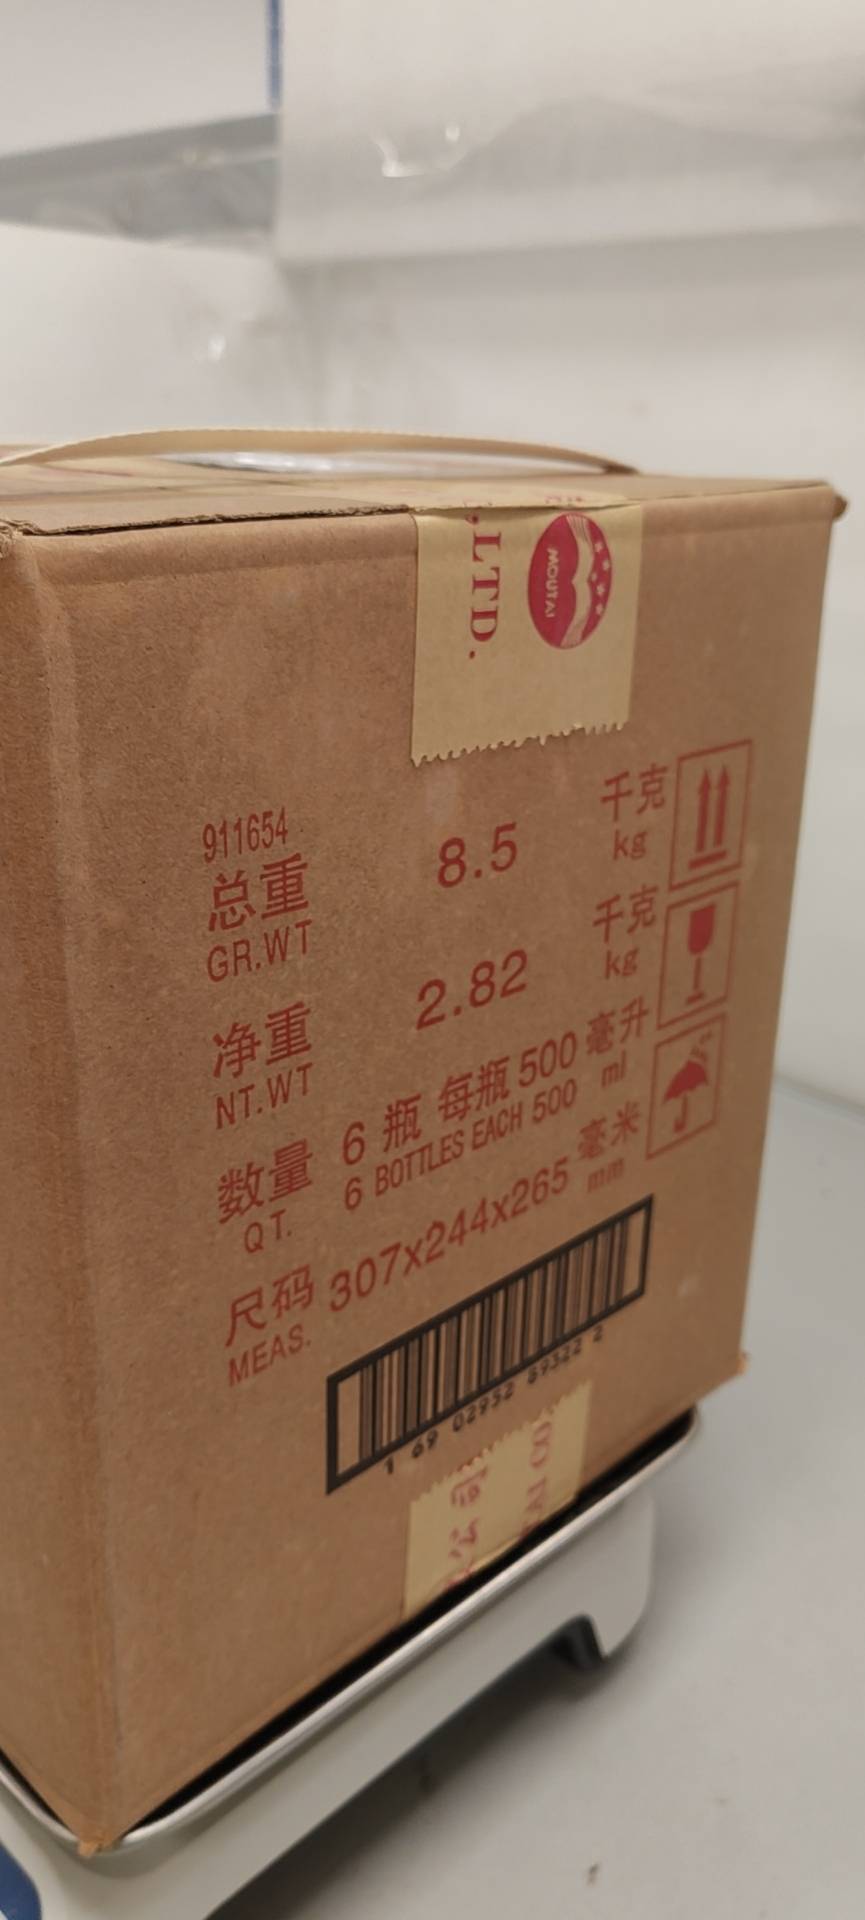 ,LTD.
MOUTAI
911654
总重 8.5 千克
GR.WT kg
净重 2.82 千克
NT.WT kg
数量 6 瓶 每瓶 500 毫升
QT. 6 BOTTLES EACH 500 ml
尺码 307x244x265 毫米
MEAS. mm
1 69 02952 89322 2